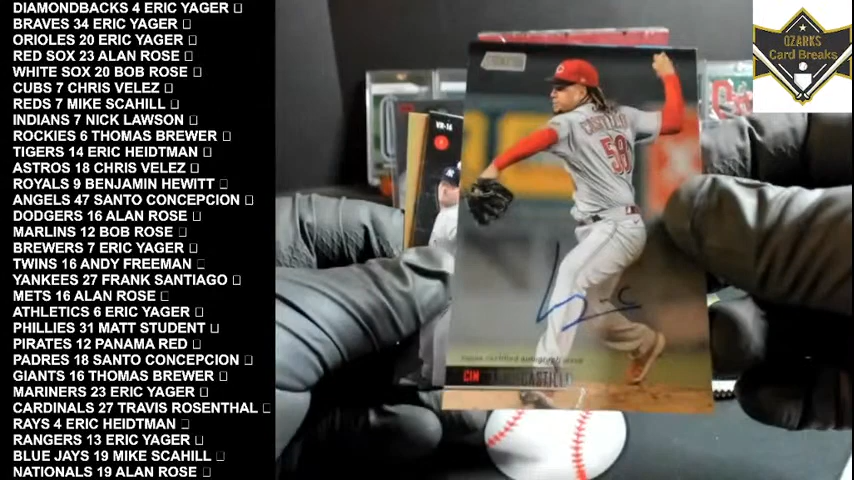 DIAMONDBACKS 4 ERIC YAGER
BRAVES 34 ERIC YAGER
ORIOLES 20 ERIC YAGER
RED SOX 23 ALAN ROSE
WHITE SOX 20 BOB ROSE
CUBS 7 CHRIS VELEZ
REDS 7 MIKE SCAHILL
INDIANS 7 NICK LAWSON
ROCKIES 6 THOMAS BREWER
TIGERS 14 ERIC HEIDTMAN
ASTROS 18 CHRIS VELEZ
ROYALS 9 BENJAMIN HEWITT
ANGELS 47 SANTO CONCEPCION
DODGERS 16 ALAN ROSE
MARLINS 12 BOB ROSE
BREWERS 7 ERIC YAGER
TWINS 16 ANDY FREEMAN
YANKEES 27 FRANK SANTIAGO
METS 16 ALAN ROSE
ATHLETICS 6 ERIC YAGER
PHILLIES 31 MATT STUDENT
PIRATES 12 PANAMA RED
PADRES 18 SANTO CONCEPCION
GIANTS 16 THOMAS BREWER
MARINERS 23 ERIC YAGER
CARDINALS 27 TRAVIS ROSENTHAL
RAYS 4 ERIC HEIDTMAN
RANGERS 13 ERIC YAGER
BLUE JAYS 19 MIKE SCAHILL
NATIONALS 19 ALAN ROSE
OZARKS
Card Breaks
CASTILLO
58
topps certified autograph issue
CIN